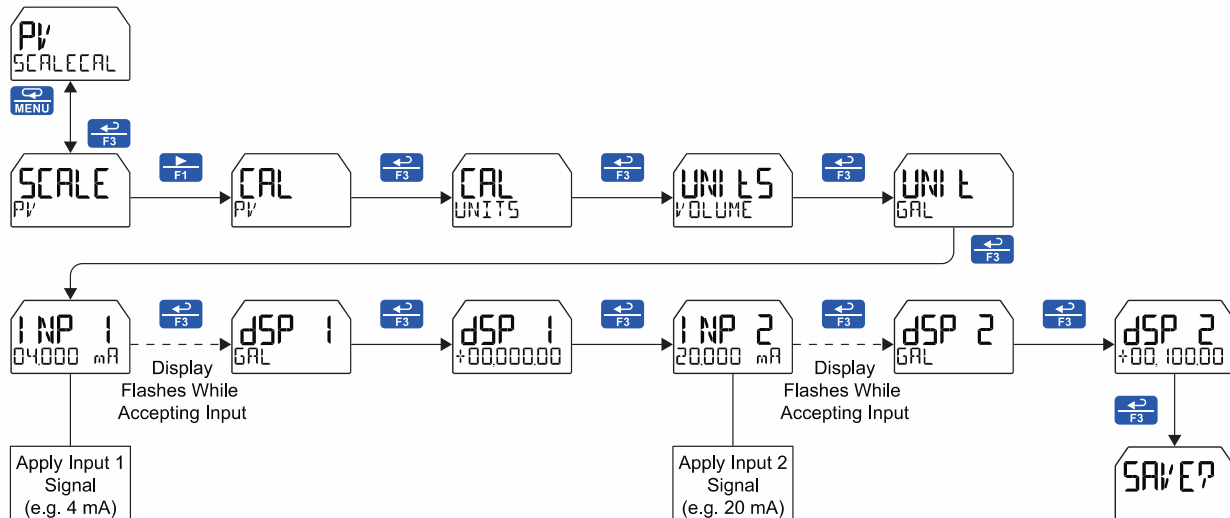 PV
SCALECAL
MENU
F3
SCALE
PV
F1
CAL
PV
F3
CAL
UNITS
F3
UNITS
VOLUME
F3
UNIT
GAL
F3
INP 1
04.000 mA
F3
Display
Flashes While
Accepting Input
dSP 1
GAL
F3
dSP 1
+00,000.00
F3
INP 2
20.000 mA
F3
Display
Flashes While
Accepting Input
dSP 2
GAL
F3
dSP 2
+00,100.00
F3
Apply Input 1
Signal
(e.g. 4 mA)
Apply Input 2
Signal
(e.g. 20 mA)
SAVE?